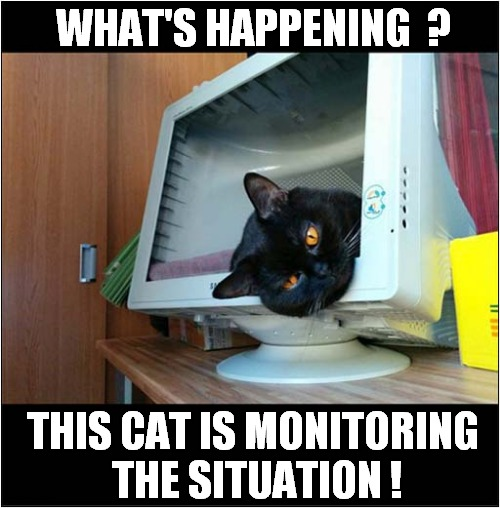 WHAT'S HAPPENING ?
THIS CAT IS MONITORING
THE SITUATION !